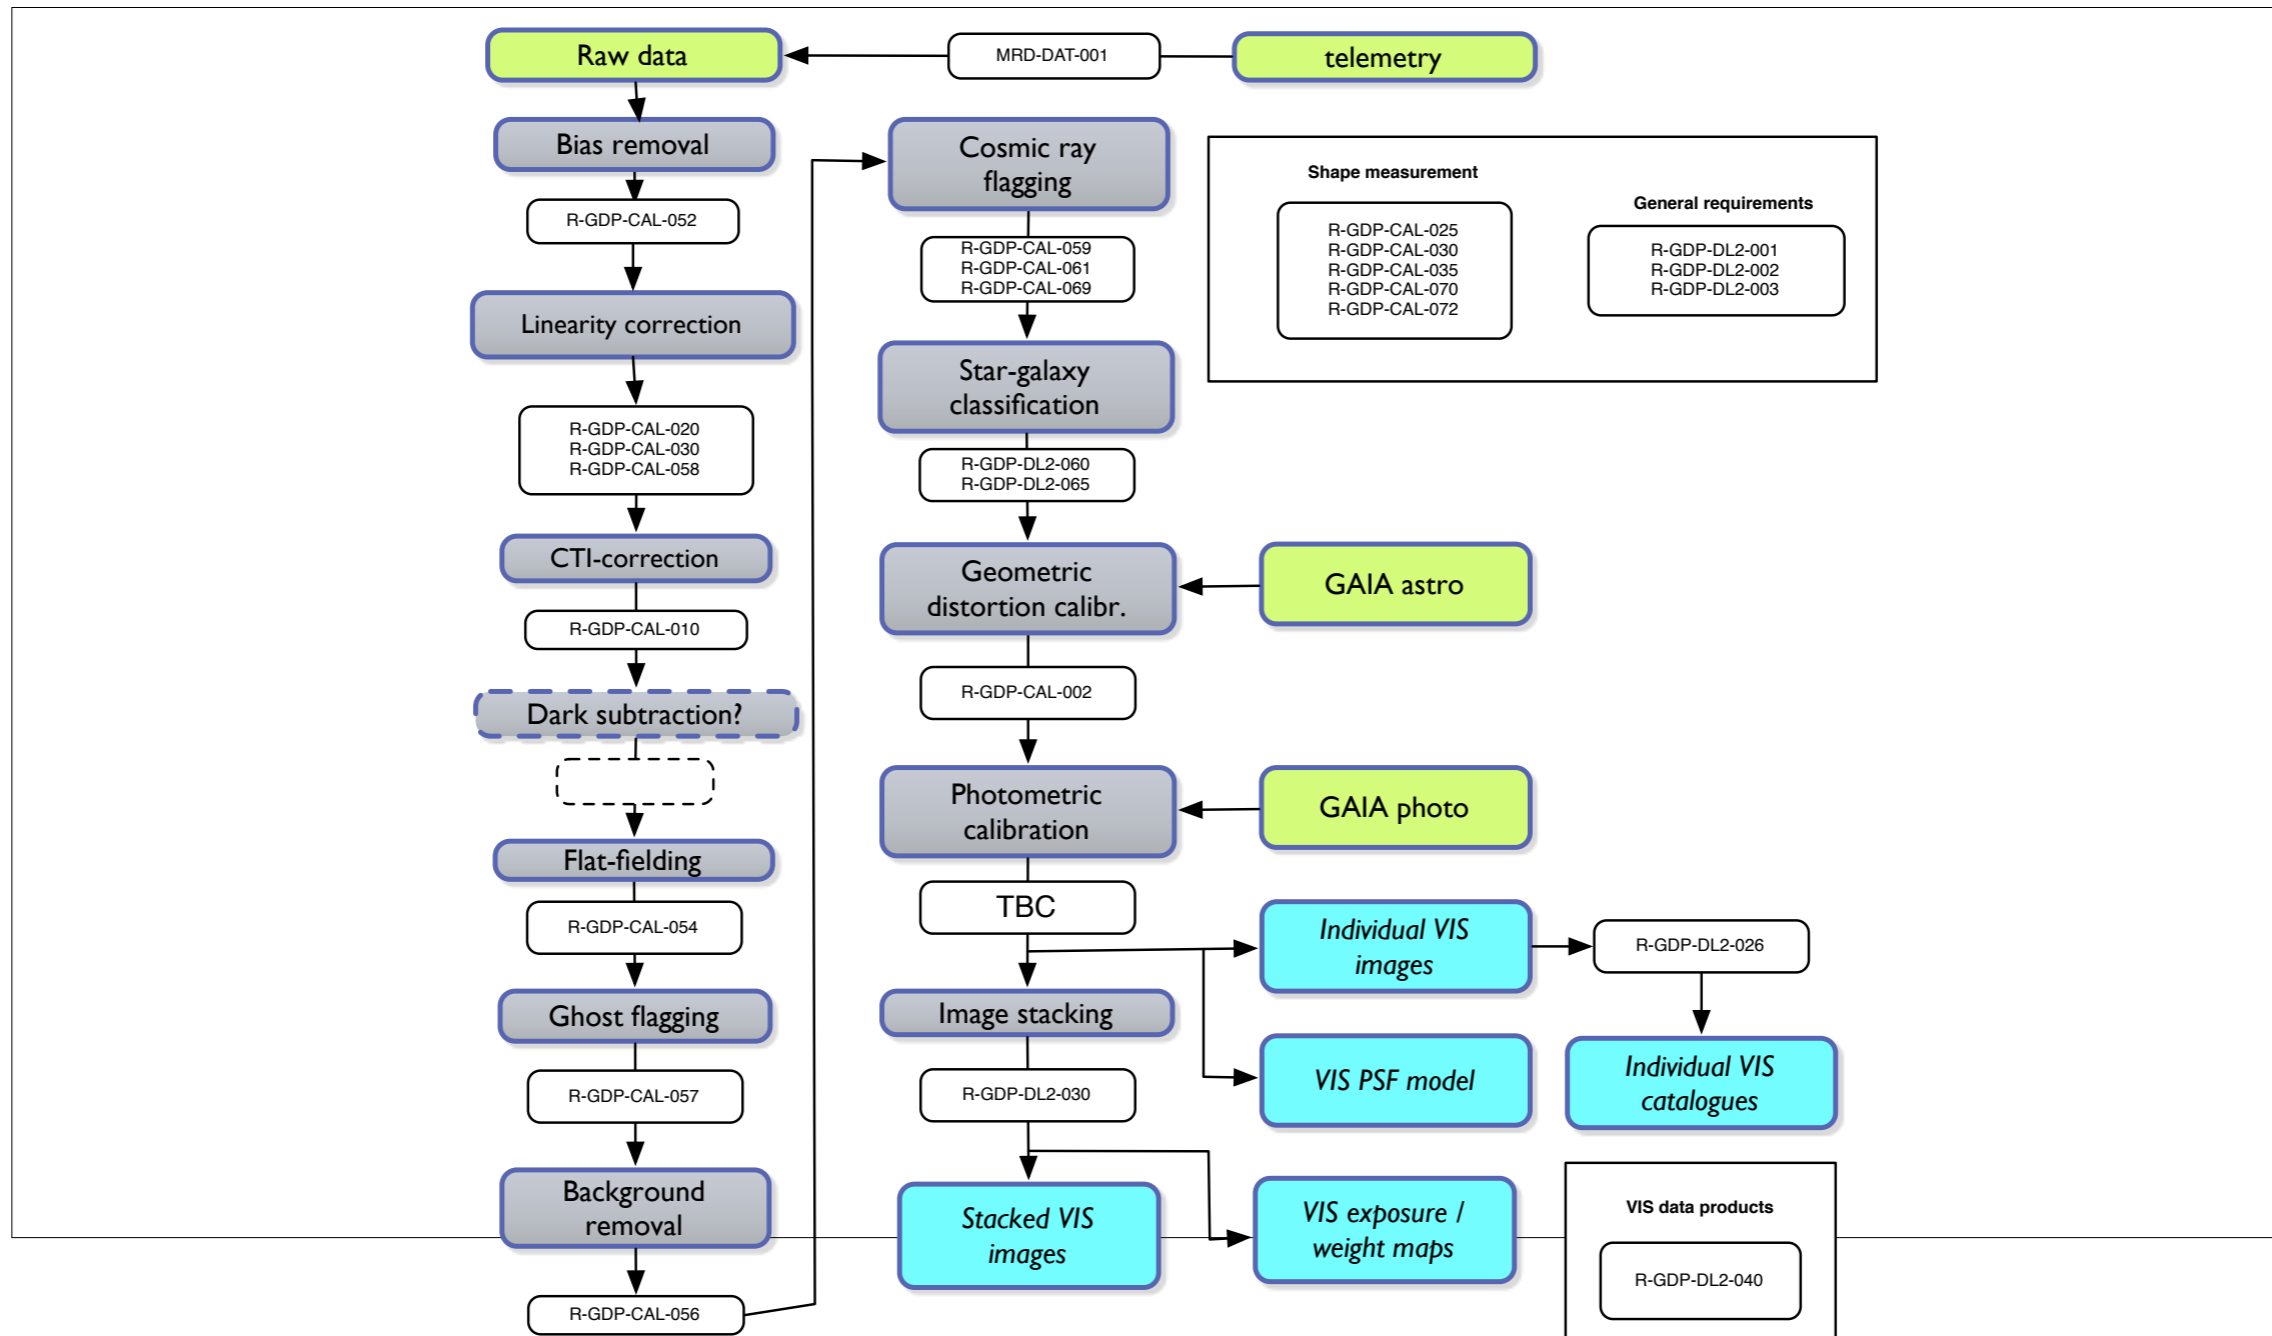 Raw data
MRD-DAT-001
telemetry
Bias removal
R-GDP-CAL-052
Linearity correction
R-GDP-CAL-020
R-GDP-CAL-030
R-GDP-CAL-058
CTI-correction
R-GDP-CAL-010
Dark subtraction?
Flat-fielding
R-GDP-CAL-054
Ghost flagging
R-GDP-CAL-057
Background
removal
R-GDP-CAL-056
Cosmic ray
flagging
R-GDP-CAL-059
R-GDP-CAL-061
R-GDP-CAL-069
Star-galaxy
classification
R-GDP-DL2-060
R-GDP-DL2-065
Geometric
distortion calibr.
GAIA astro
R-GDP-CAL-002
Photometric
calibration
GAIA photo
TBC
Image stacking
R-GDP-DL2-030
Stacked VIS
images
Individual VIS
images
R-GDP-DL2-026
VIS PSF model
Individual VIS
catalogues
VIS exposure /
weight maps
Shape measurement
R-GDP-CAL-025
R-GDP-CAL-030
R-GDP-CAL-035
R-GDP-CAL-070
R-GDP-CAL-072
General requirements
R-GDP-DL2-001
R-GDP-DL2-002
R-GDP-DL2-003
VIS data products
R-GDP-DL2-040